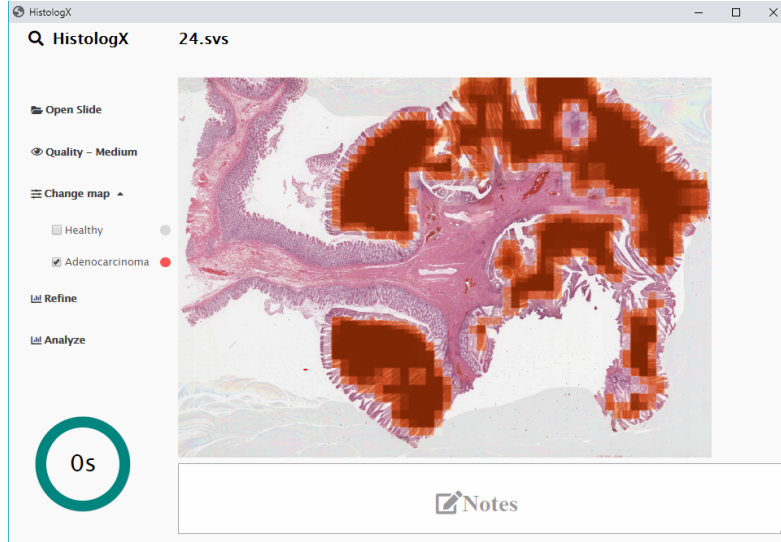 HistologX
HistologX
24.svs
Open Slide
Quality – Medium
Change map
Healthy
Adenocarcinoma
Refine
Analyze
0s
Notes